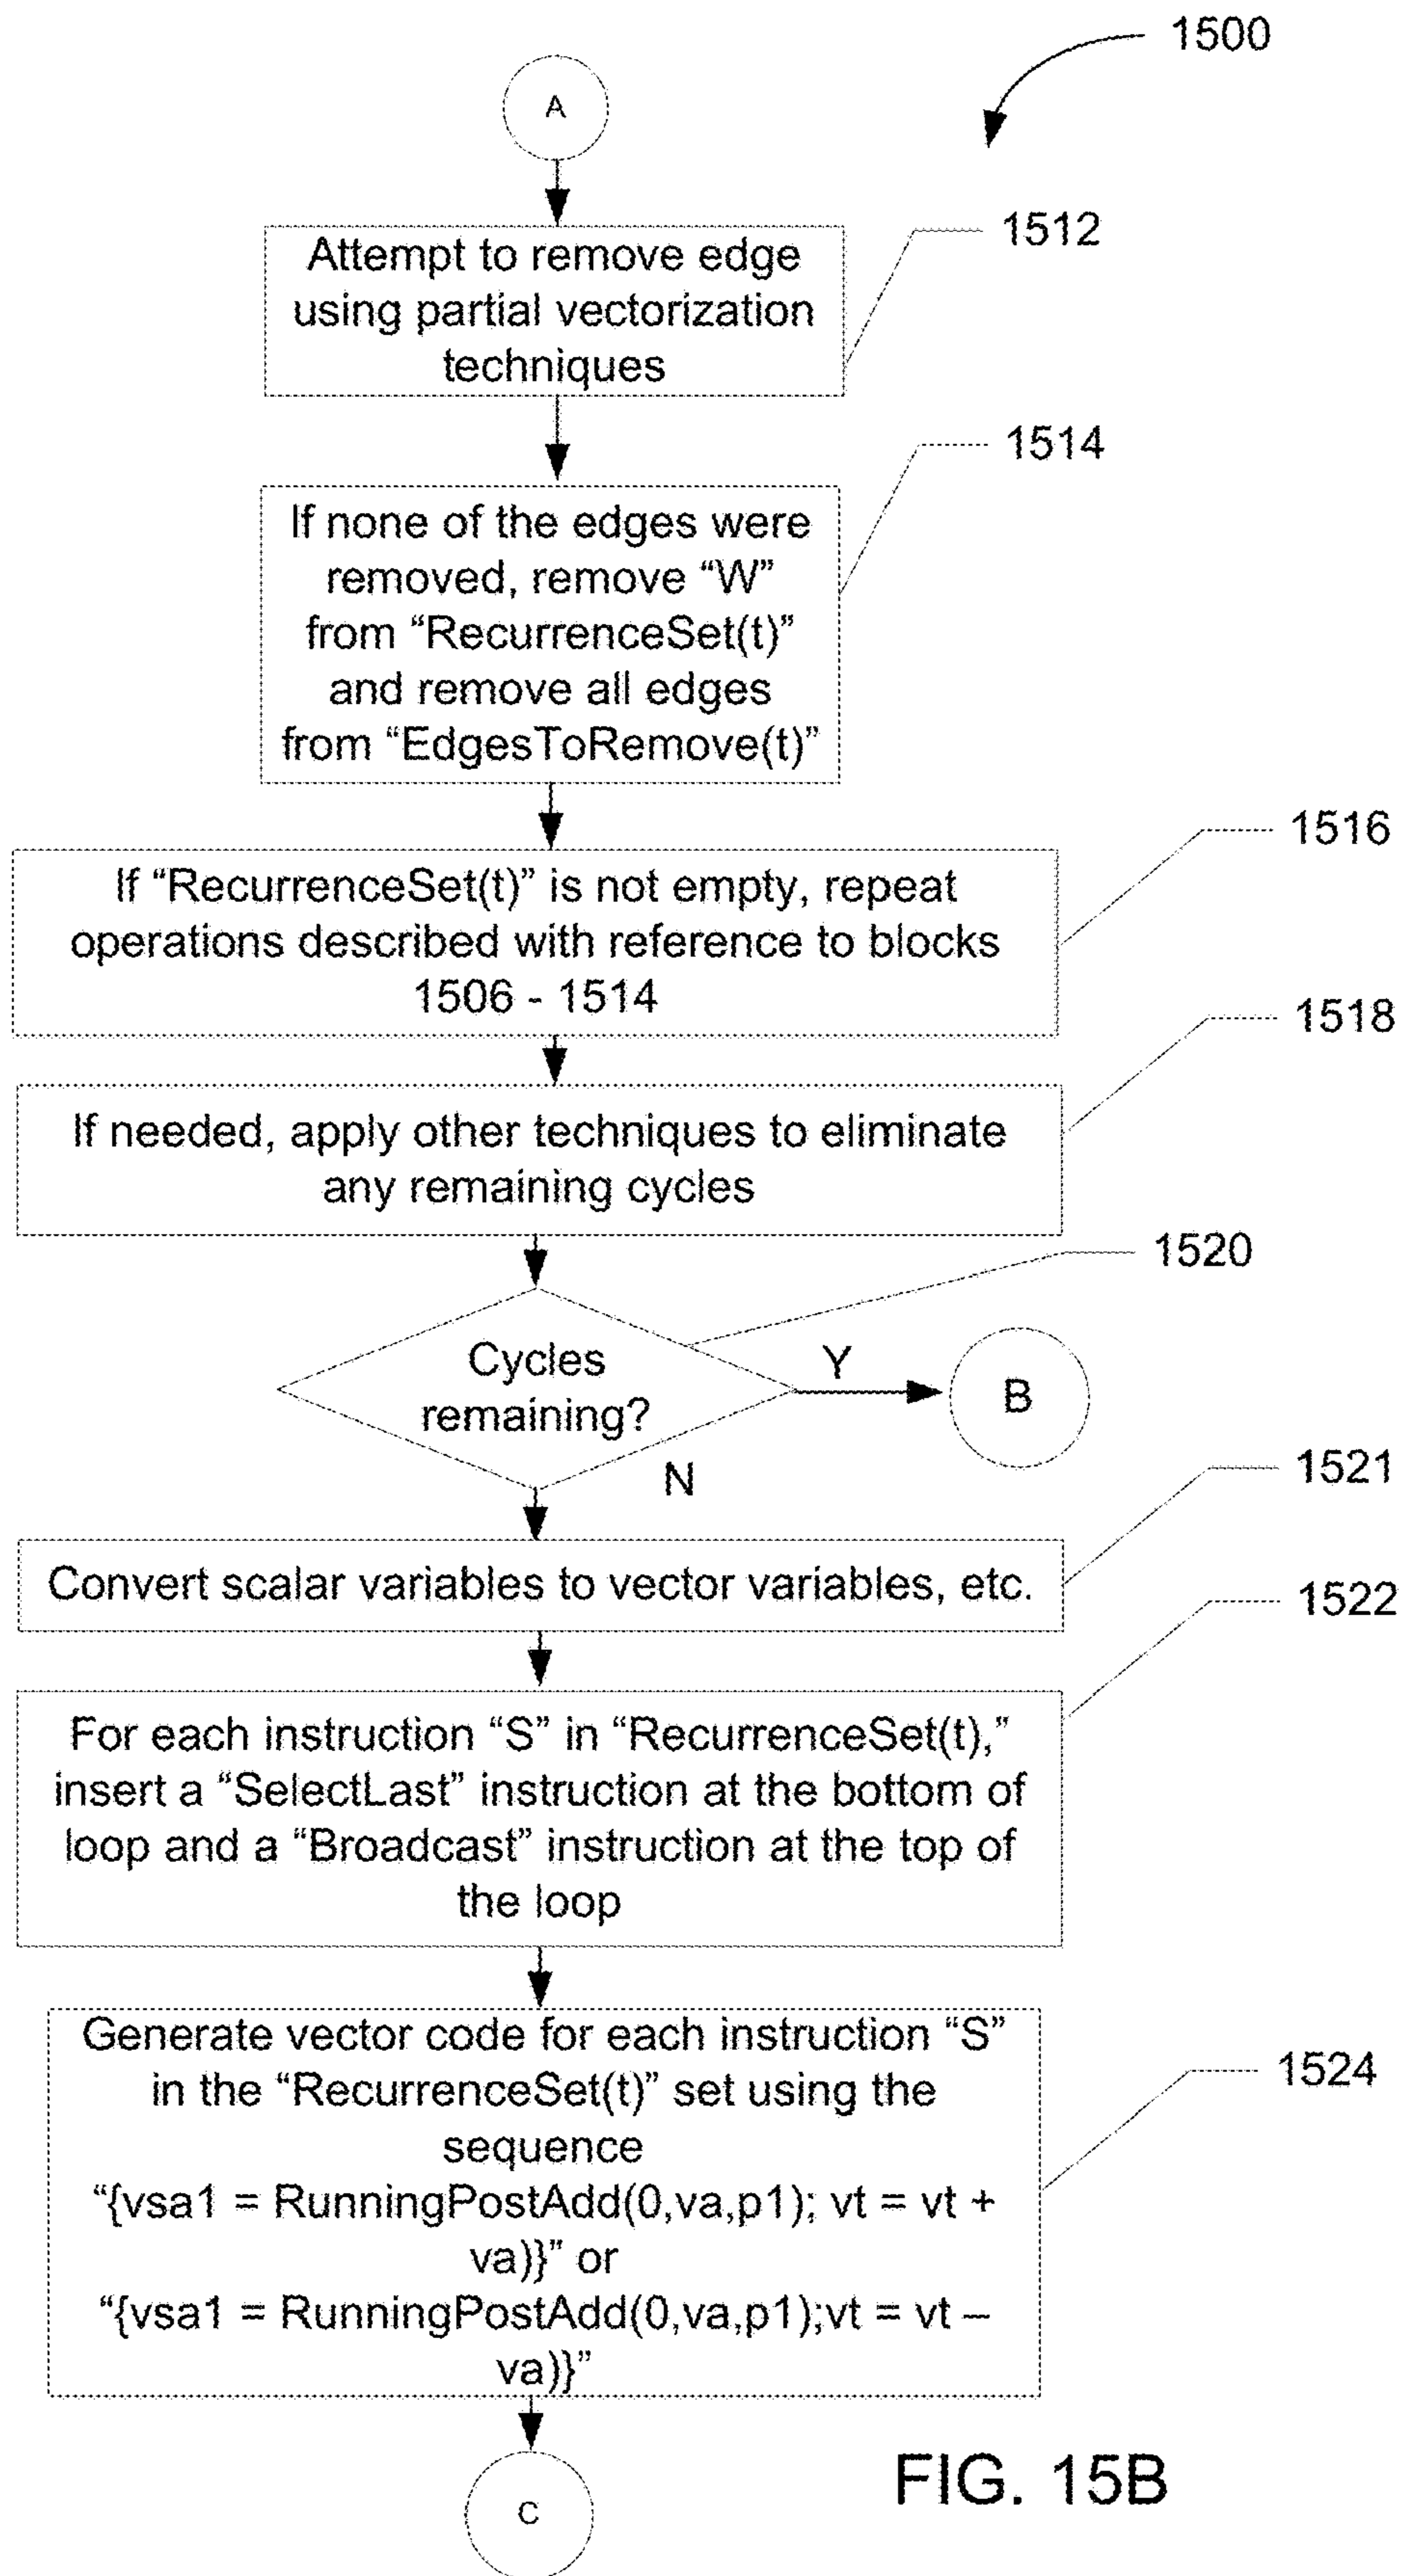 1500
A
1512
Attempt to remove edge
using partial vectorization
techniques
1514
If none of the edges were
removed, remove “W”
from “RecurrenceSet(t)”
and remove all edges
from “EdgesToRemove(t)”
1516
If “RecurrenceSet(t)” is not empty, repeat
operations described with reference to blocks
1506 - 1514
1518
If needed, apply other techniques to eliminate
any remaining cycles
1520
Cycles
remaining?
Y
B
N
1521
Convert scalar variables to vector variables, etc.
1522
For each instruction “S” in “RecurrenceSet(t),”
insert a “SelectLast” instruction at the bottom of
loop and a “Broadcast” instruction at the top of
the loop
1524
Generate vector code for each instruction “S”
in the “RecurrenceSet(t)” set using the
sequence
“{vsa1 = RunningPostAdd(0,va,p1); vt = vt +
va)}” or
“{vsa1 = RunningPostAdd(0,va,p1);vt = vt –
va)}”
C
FIG. 15B